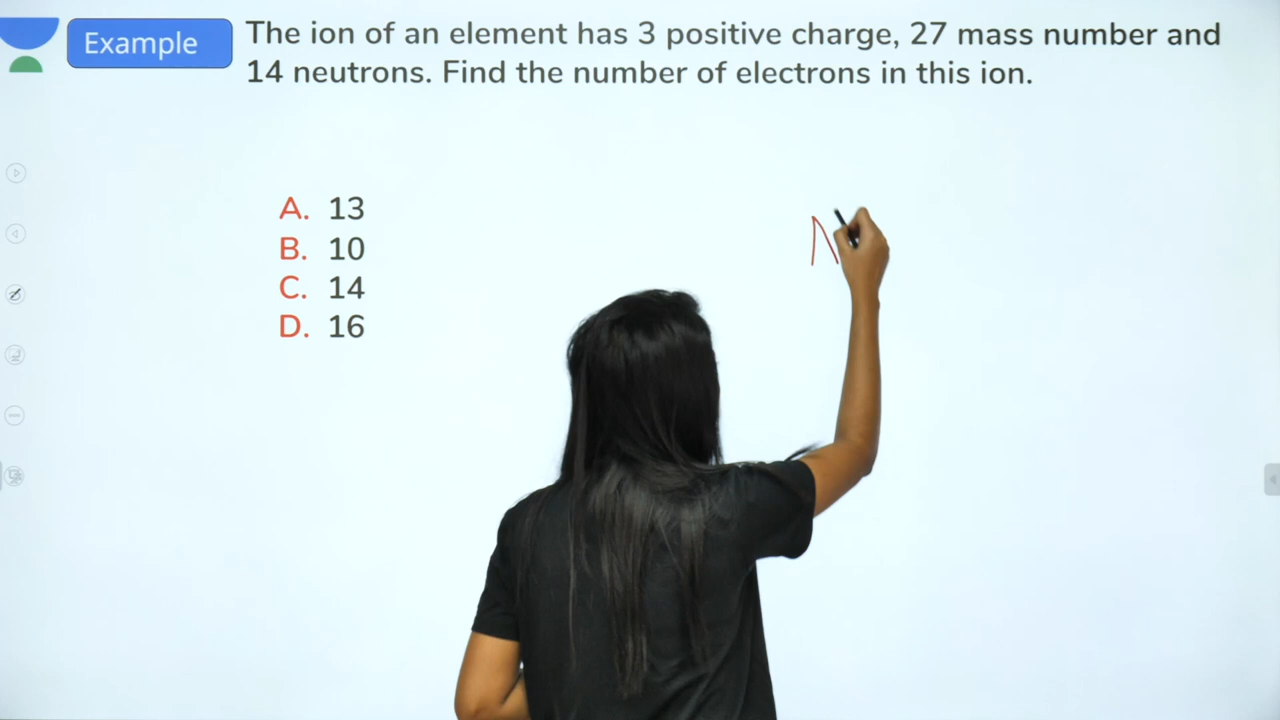 Example
The ion of an element has 3 positive charge, 27 mass number and
14 neutrons. Find the number of electrons in this ion.
A. 13
B. 10
C. 14
D. 16
N